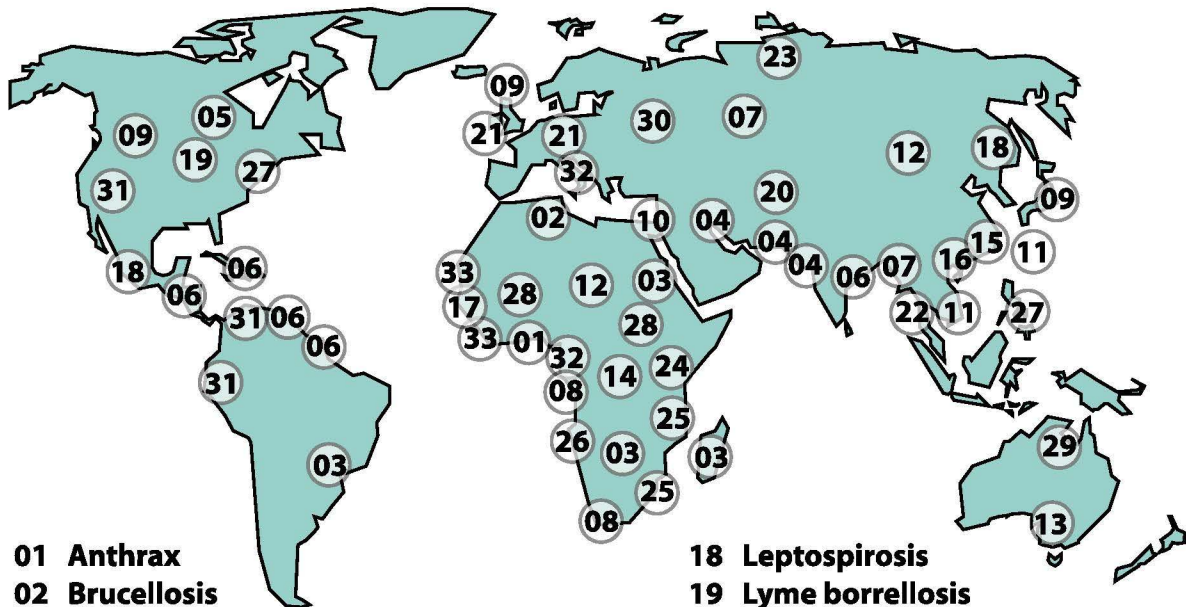 23
09
05 30 07
09 21 21
19 12 18
27 32
31 20 09
02 10 04
04 15 11
18 06 33 04 06 07 16
06 28 12 03
31 06 17 28 22 11 27
06 33 01 32
31 08 14 24
26 25 29
03 03 03
25
08 13
01 Anthrax 18 Leptospirosis
02 Brucellosis 19 Lyme borrellosis